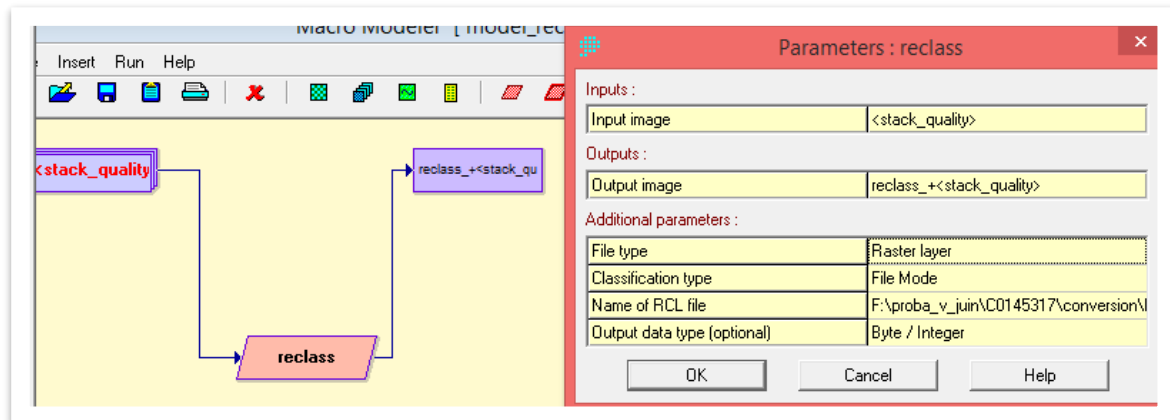 Macro Modeler [ model_rec
Insert Run Help
<stack_quality
reclass_+<stack_qu
reclass
Parameters : reclass
Inputs :
Input image <stack_quality>
Outputs :
Output image reclass_+<stack_quality>
Additional parameters :
File type Raster layer
Classification type File Mode
Name of RCL file F:\proba_v_juin\C0145317\conversion\
Output data type (optional) Byte / Integer
OK Cancel Help